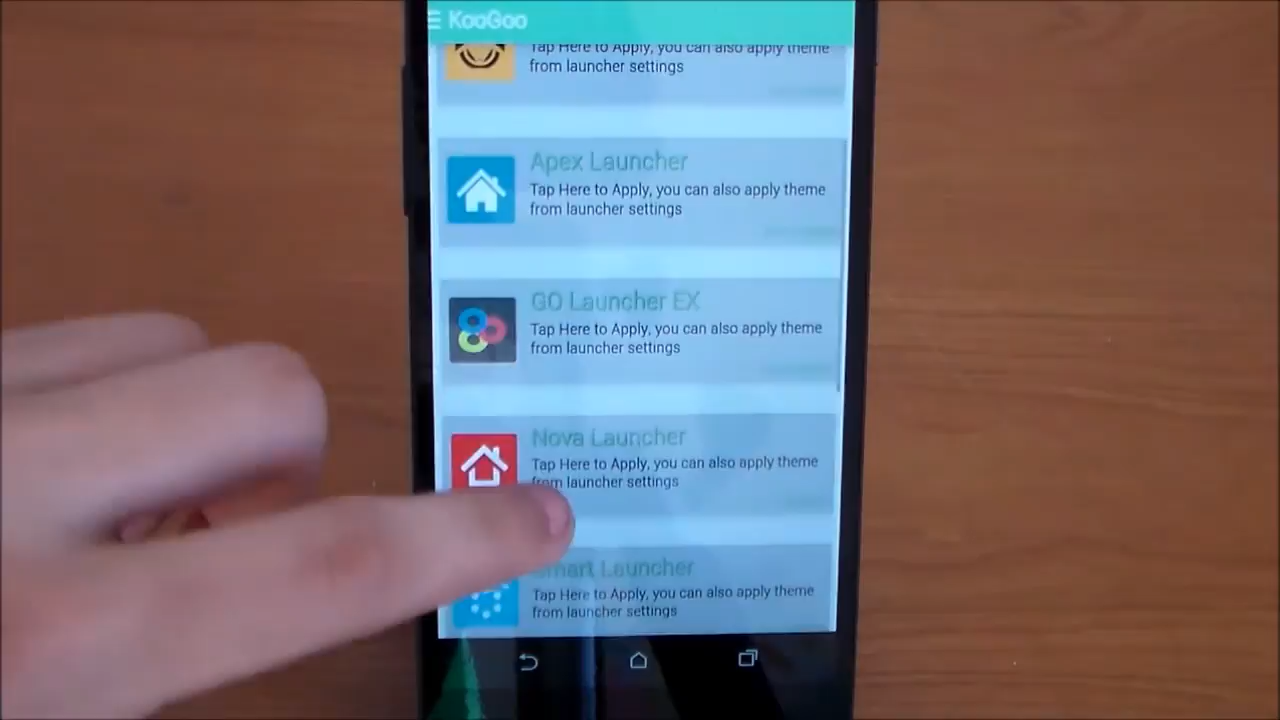 KooGoo
Tap Here to Apply, you can also apply theme
from launcher settings
Apex Launcher
Tap Here to Apply, you can also apply theme
from launcher settings
GO Launcher EX
Tap Here to Apply, you can also apply theme
from launcher settings
Nova Launcher
Tap Here to Apply, you can also apply theme
from launcher settings
Smart Launcher
Tap Here to Apply, you can also apply theme
from launcher settings